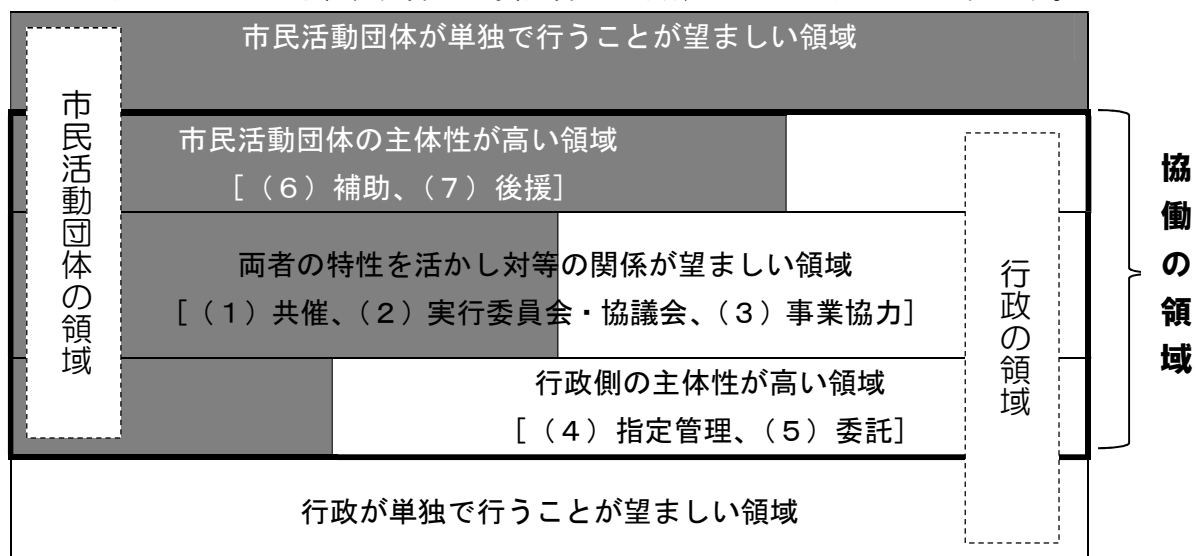 市民活動団体が単独で行うことが望ましい領域
市民活動団体の領域
市民活動団体の主体性が高い領域
[（６）補助、（７）後援]
両者の特性を活かし対等の関係が望ましい領域
[（１）共催、（２）実行委員会・協議会、（３）事業協力]
行政側の主体性が高い領域
[（４）指定管理、（５）委託]
行政の領域
協働の領域
行政が単独で行うことが望ましい領域